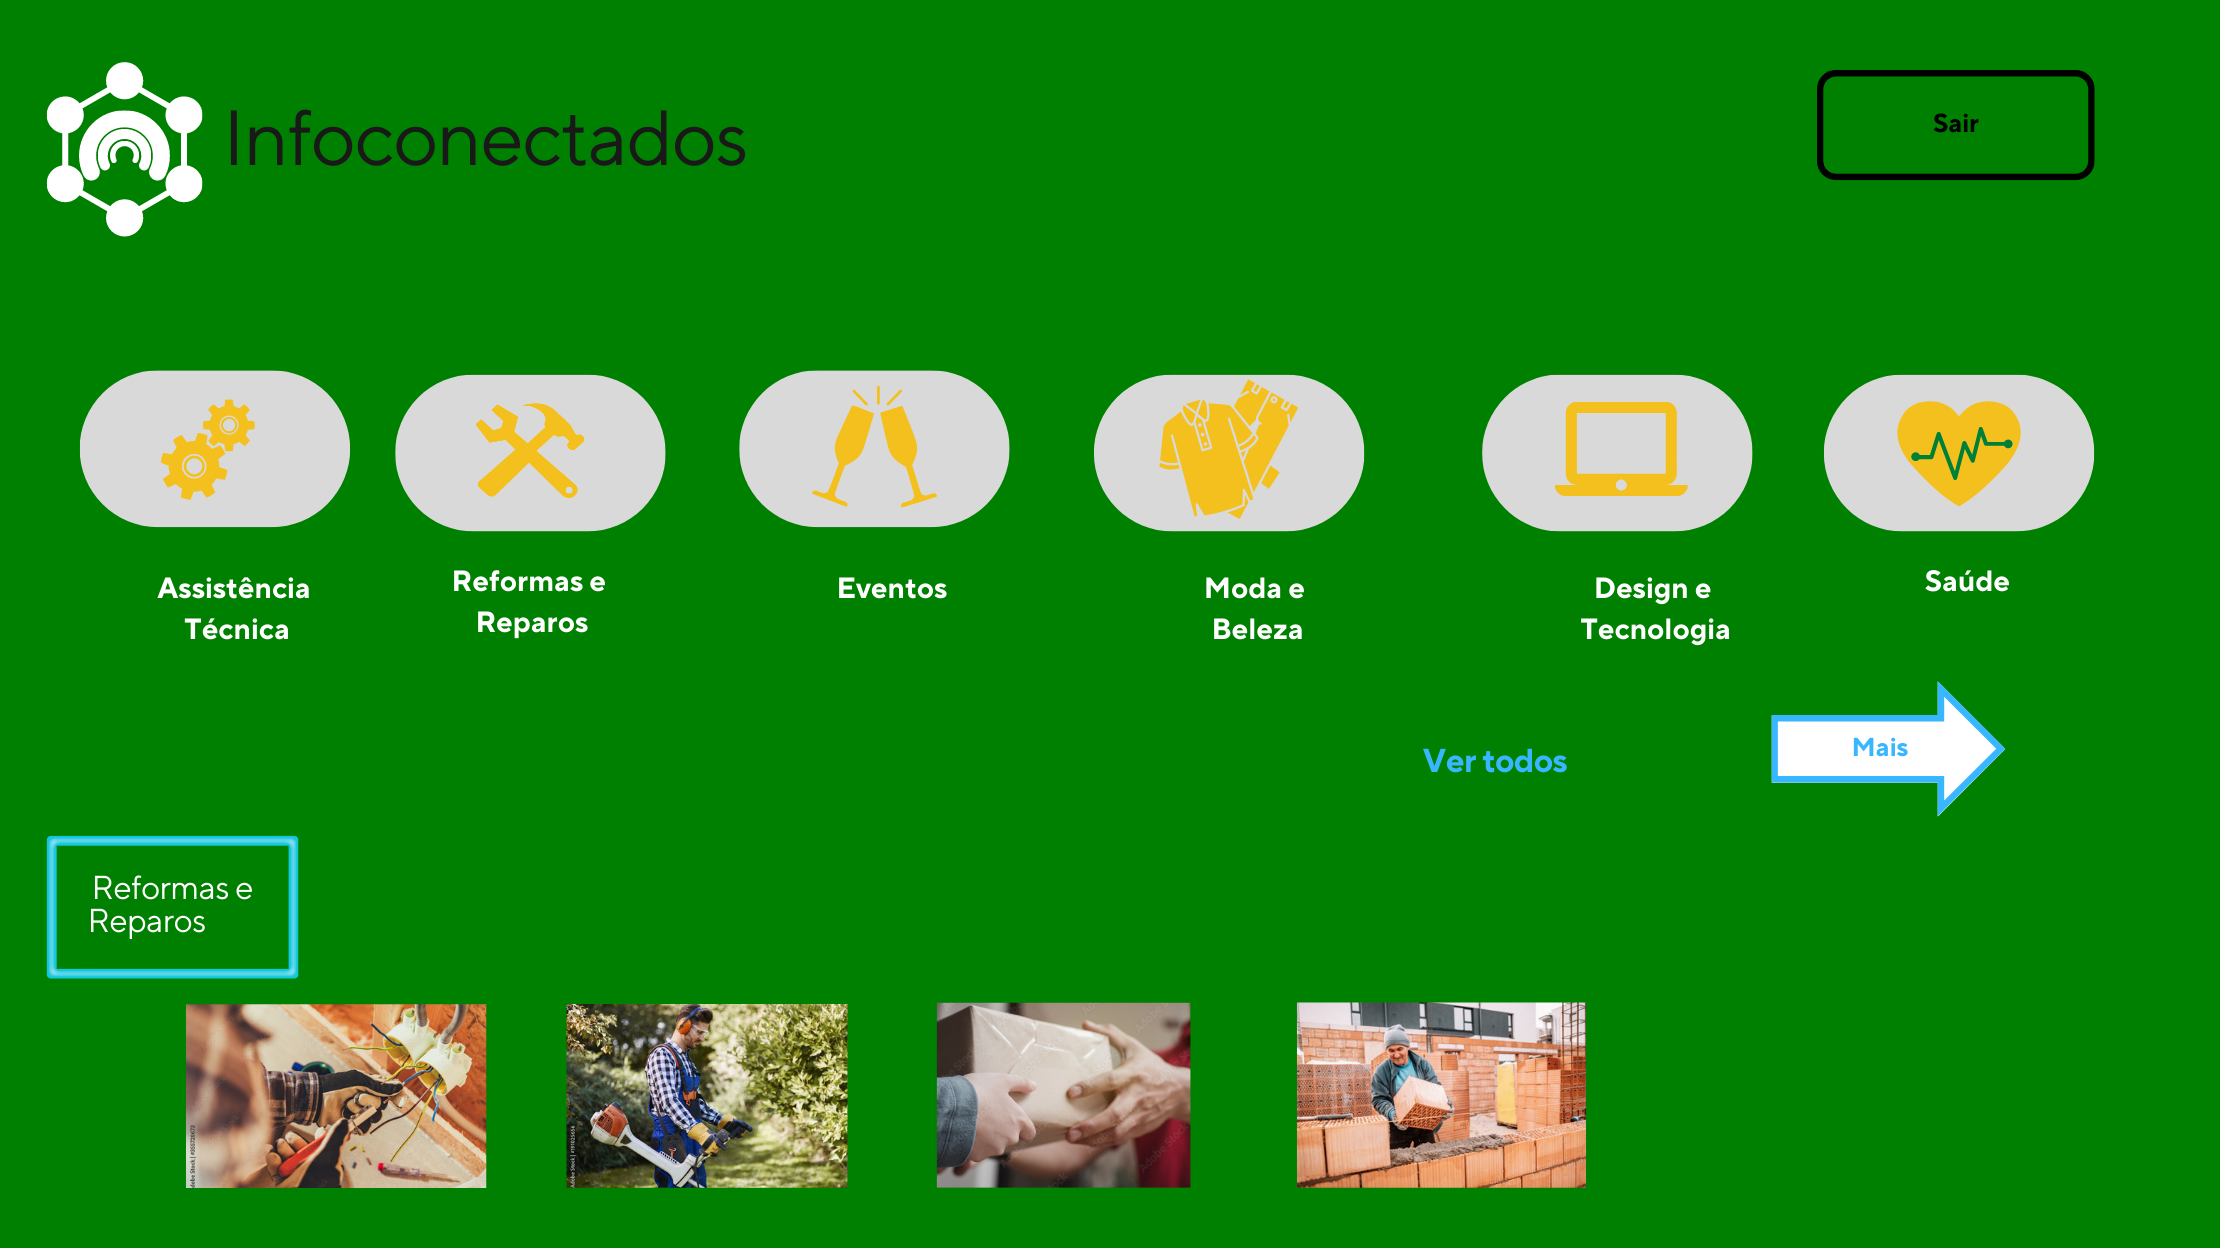 Infoconectados
Sair
Assistência
Técnica
Reformas e
Reparos
Eventos
Moda e
Beleza
Design e
Tecnologia
Saúde
Ver todos
Mais
Reformas e
Reparos